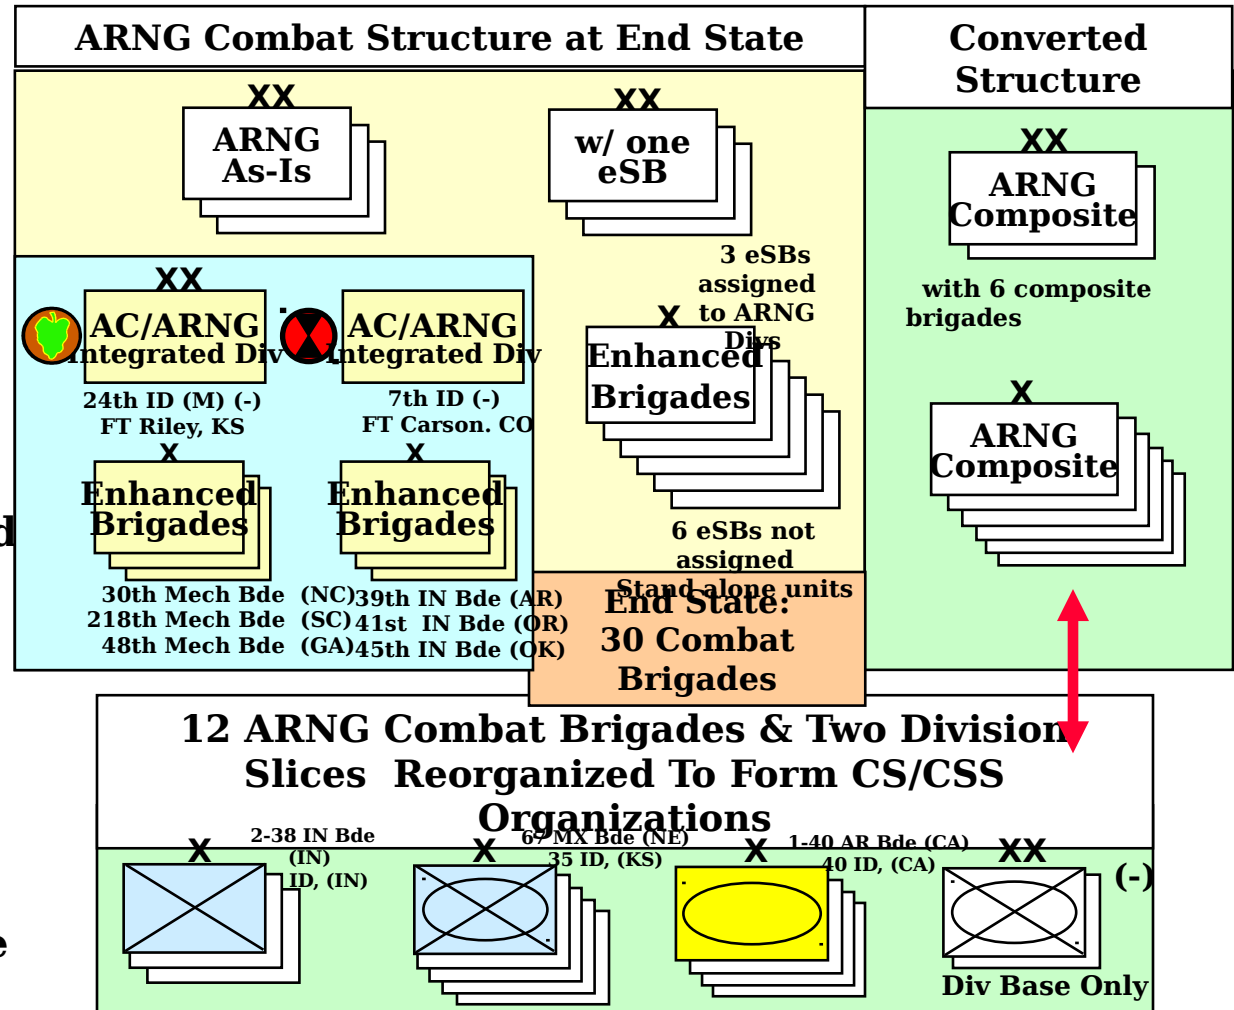 ARNG Combat Structure at End State
Converted
Structure
XX
ARNG
As-Is
XX
w/ one
eSB
XX
ARNG
Composite
with 6 composite
brigades
3 eSBs
assigned
to ARNG
Divs
XX
AC/ARNG
Integrated Div
AC/ARNG
Integrated Div
24th ID (M) (-)
FT Riley, KS
7th ID (-)
FT Carson. CO
X
Enhanced
Brigades
X
Enhanced
Brigades
X
Enhanced
Brigades
X
ARNG
Composite
6 eSBs not
assigned
Stand alone units
30th Mech Bde (NC)
218th Mech Bde (SC)
48th Mech Bde (GA)
39th IN Bde (AR)
41st IN Bde (OR)
45th IN Bde (OK)
End State:
30 Combat
Brigades
d
12 ARNG Combat Brigades & Two Division
Slices Reorganized To Form CS/CSS
Organizations
X
2-38 IN Bde
(IN)
ID, (IN)
X
67 MX Bde (NE)
35 ID, (KS)
X
1-40 AR Bde (CA)
40 ID, (CA)
XX
(-)
Div Base Only
e